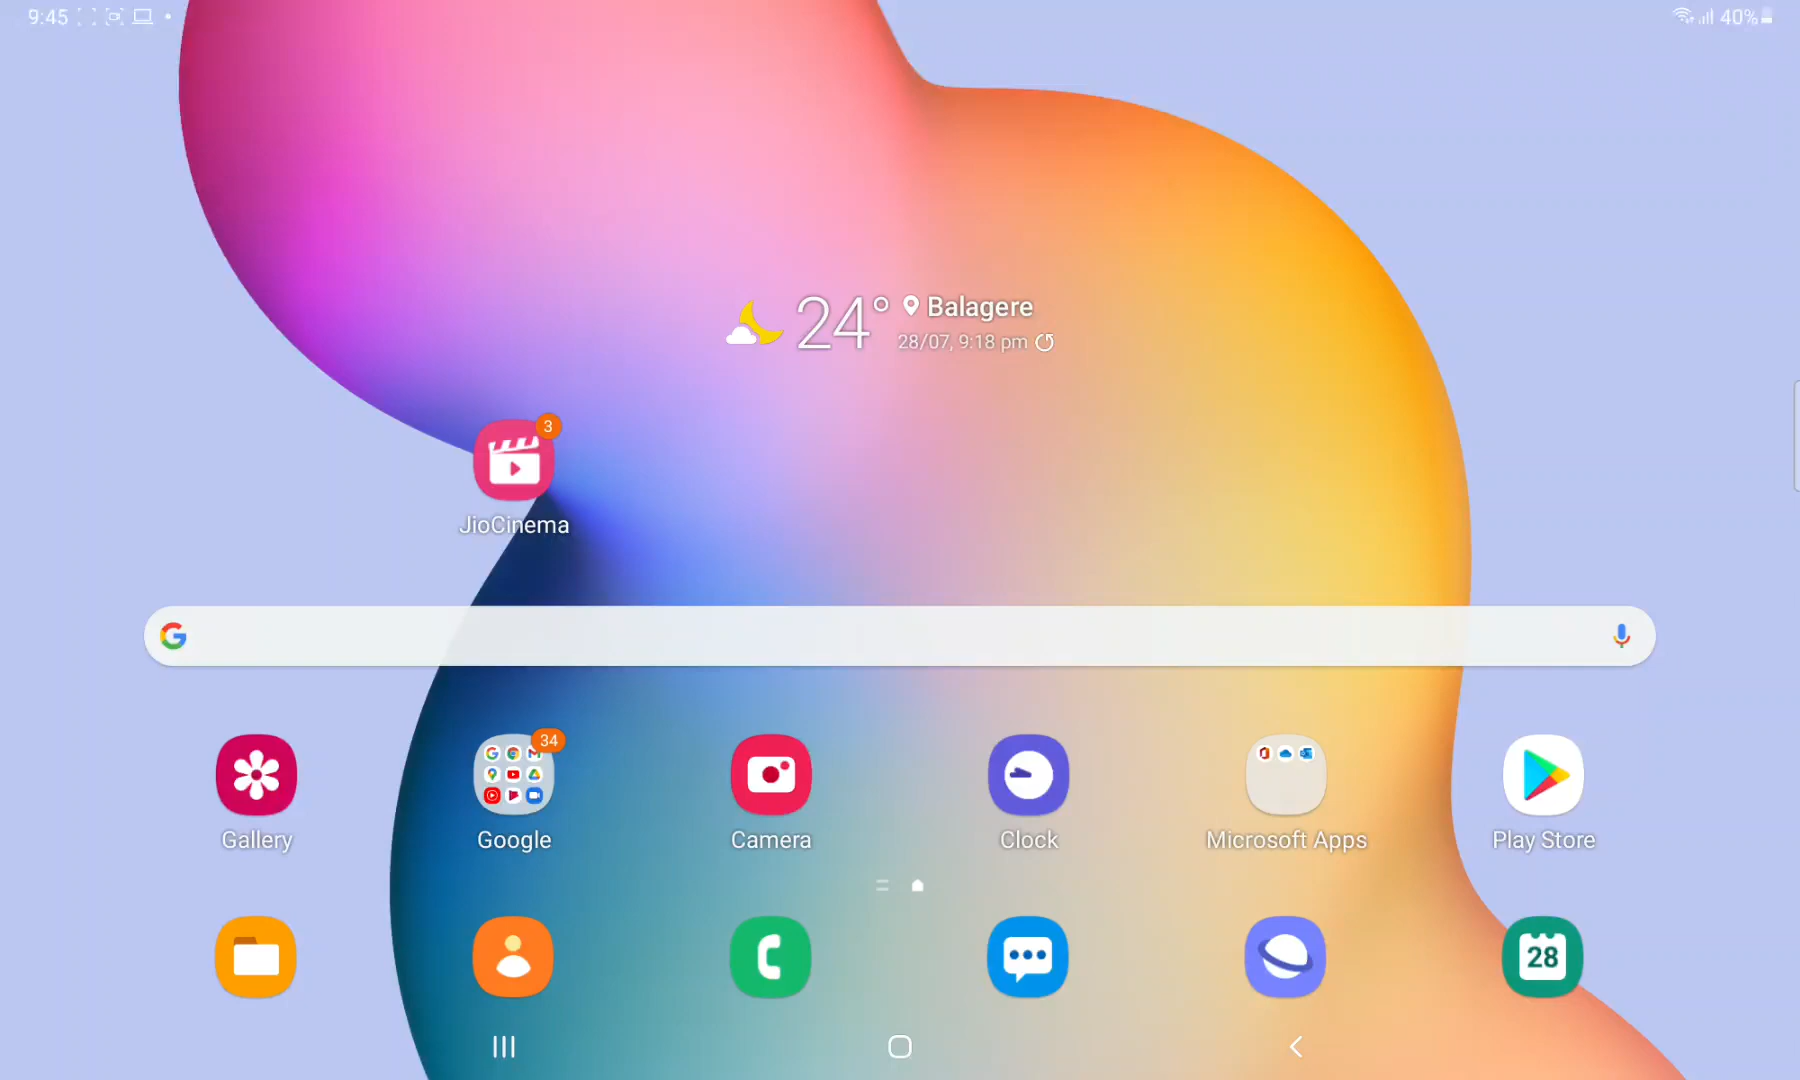 9:45
40%
24°
Balagere
28/07, 9:18 pm
3
JioCinema
34
Gallery
Google
Camera
Clock
Microsoft Apps
Play Store
28